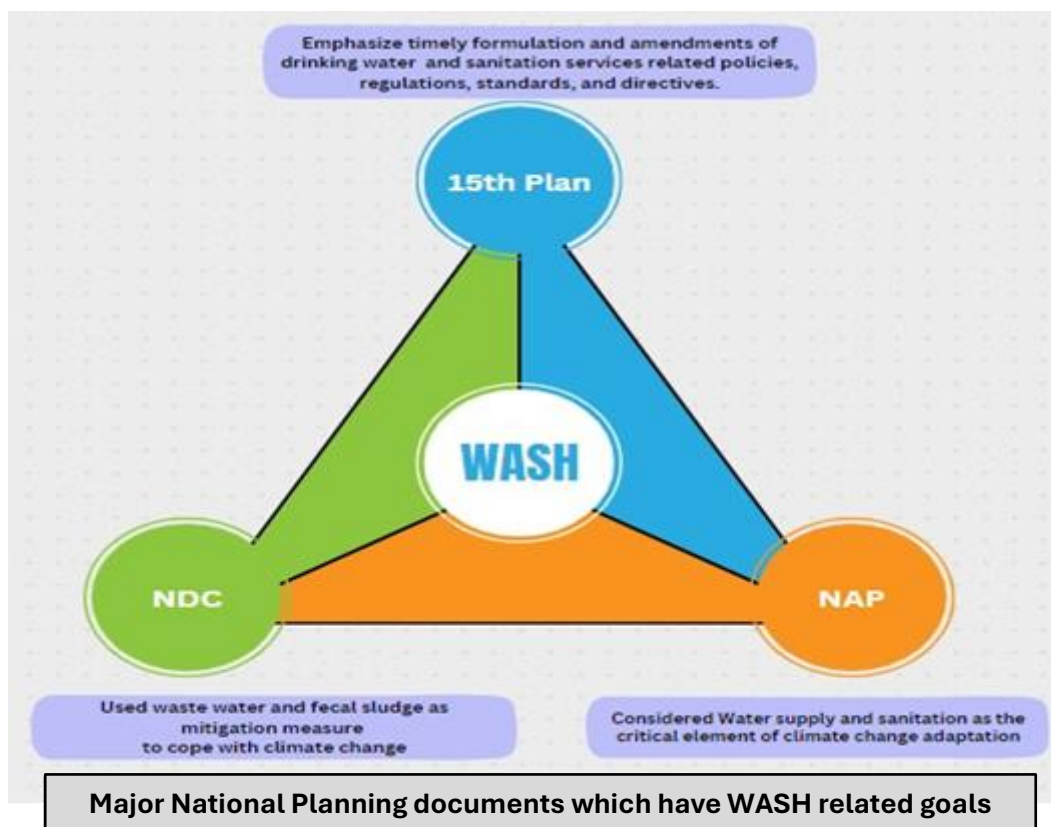 Emphasize timely formulation and amendments of
drinking water and sanitation services related policies,
regulations, standards, and directives.
15th Plan
WASH
NDC
NAP
Used waste water and fecal sludge as
mitigation measure
to cope with climate change
Considered Water supply and sanitation as the
critical element of climate change adaptation
Major National Planning documents which have WASH related goals